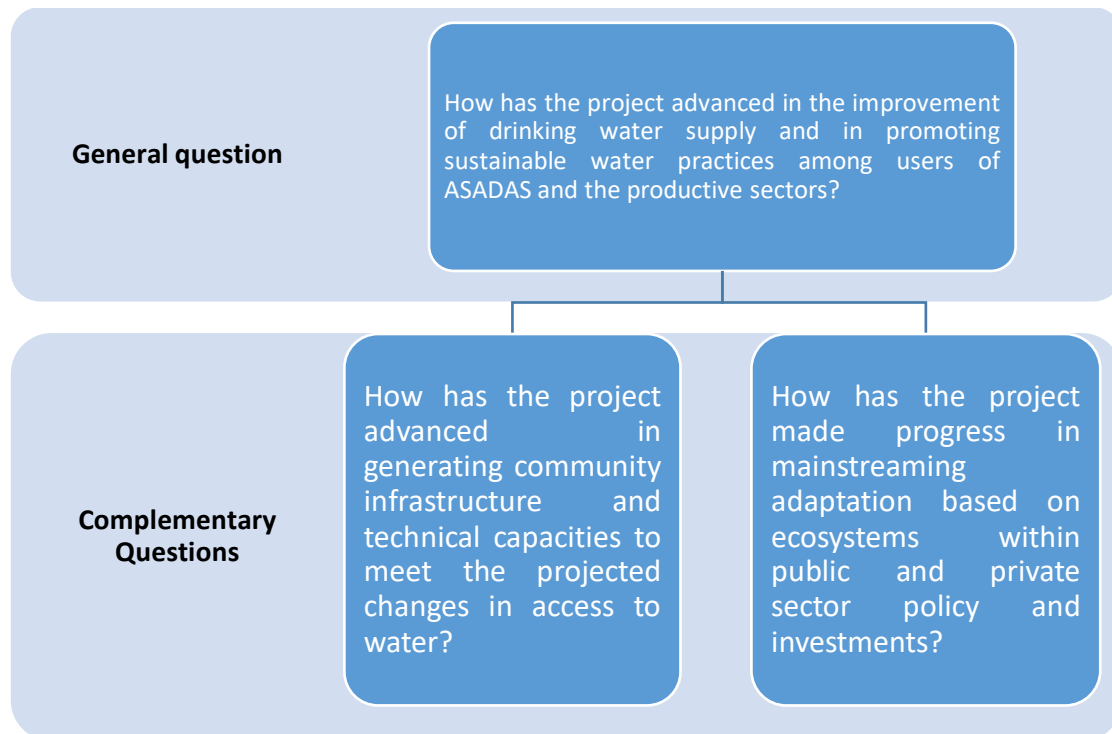 General question
How has the project advanced in the improvement
of drinking water supply and in promoting
sustainable water practices among users of
ASADAS and the productive sectors?
Complementary
Questions
How has the project
advanced in
generating community
infrastructure and
technical capacities to
meet the projected
changes in access to
water?
How has the project
made progress in
mainstreaming
adaptation based on
ecosystems within
public and private
sector policy and
investments?